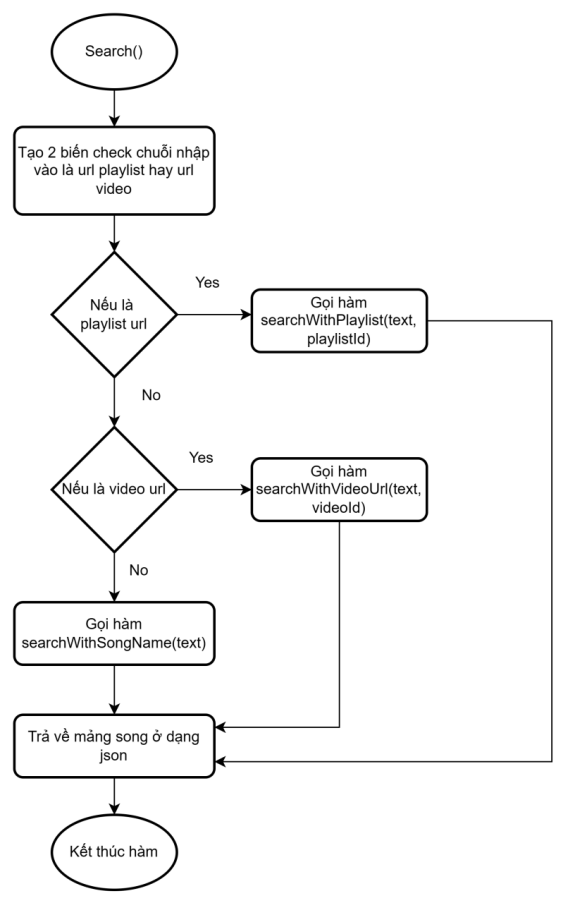 Search()
Tạo 2 biến check chuỗi nhập
vào là url playlist hay url
video
Nếu là
playlist url
Yes
Gọi hàm
searchWithPlaylist(text,
playlistId)
No
Nếu là video url
Yes
Gọi hàm
searchWithVideoUrl(text,
videoId)
No
Gọi hàm
searchWithSongName(text)
Trả về mảng song ở dạng
json
Kết thúc hàm